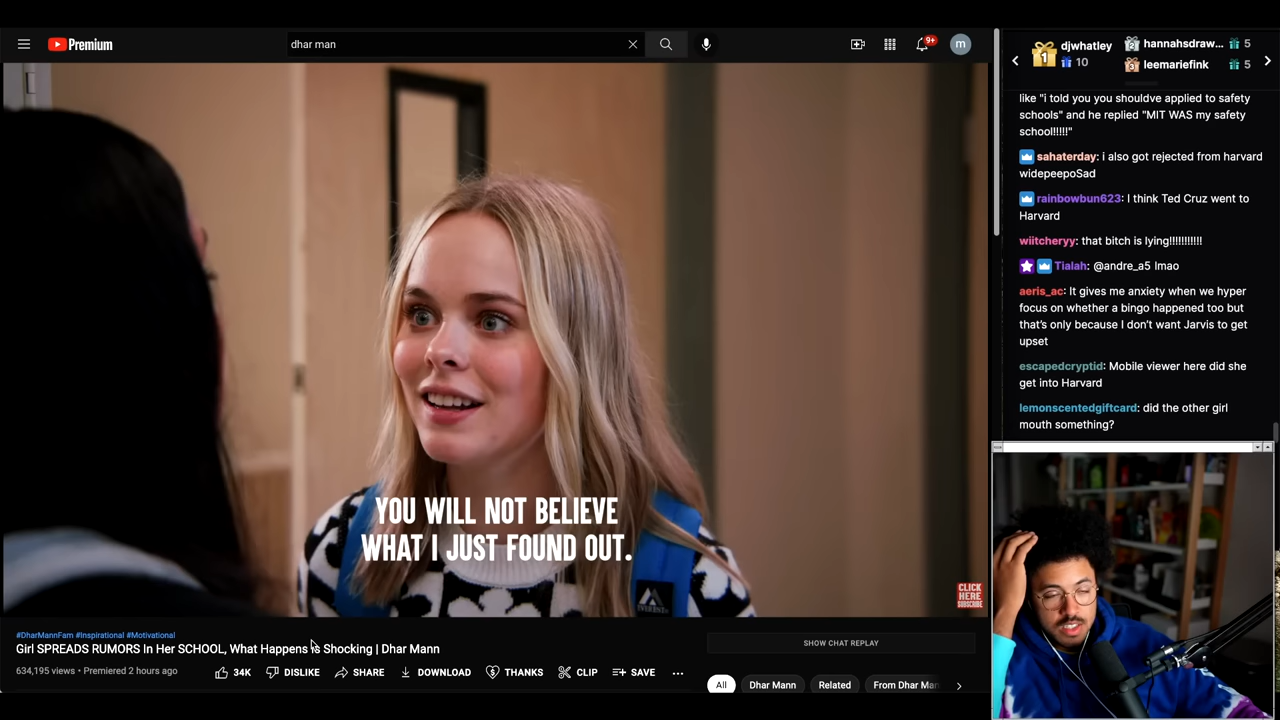 Premium
dhar man
9+
m
YOU WILL NOT BELIEVE
WHAT I JUST FOUND OUT.
CLICK
HERE
SUBSCRIBE
#DharMannFam #Inspirational #Motivational
Girl SPREADS RUMORS In Her SCHOOL, What Happens Is Shocking | Dhar Mann
634,195 views • Premiered 2 hours ago
34K
DISLIKE
SHARE
DOWNLOAD
THANKS
CLIP
SAVE
SHOW CHAT REPLAY
All
Dhar Mann
Related
From Dhar Man
1
djwhatley
10
2
hannahsdraw...
5
3
leemariefink
5
like "i told you you shouldve applied to safety
schools" and he replied "MIT WAS my safety
school!!!!!"
sahaterday: i also got rejected from harvard
widepeepoSad
rainbowbun623: I think Ted Cruz went to
Harvard
wiitcheryy: that bitch is lying!!!!!!!!!!!
Tialah: @andre_a5 lmao
aeris_ac: It gives me anxiety when we hyper
focus on whether a bingo happened too but
that's only because I don't want Jarvis to get
upset
escapedcryptid: Mobile viewer here did she
get into Harvard
lemonscentedgiftcard: did the other girl
mouth something?